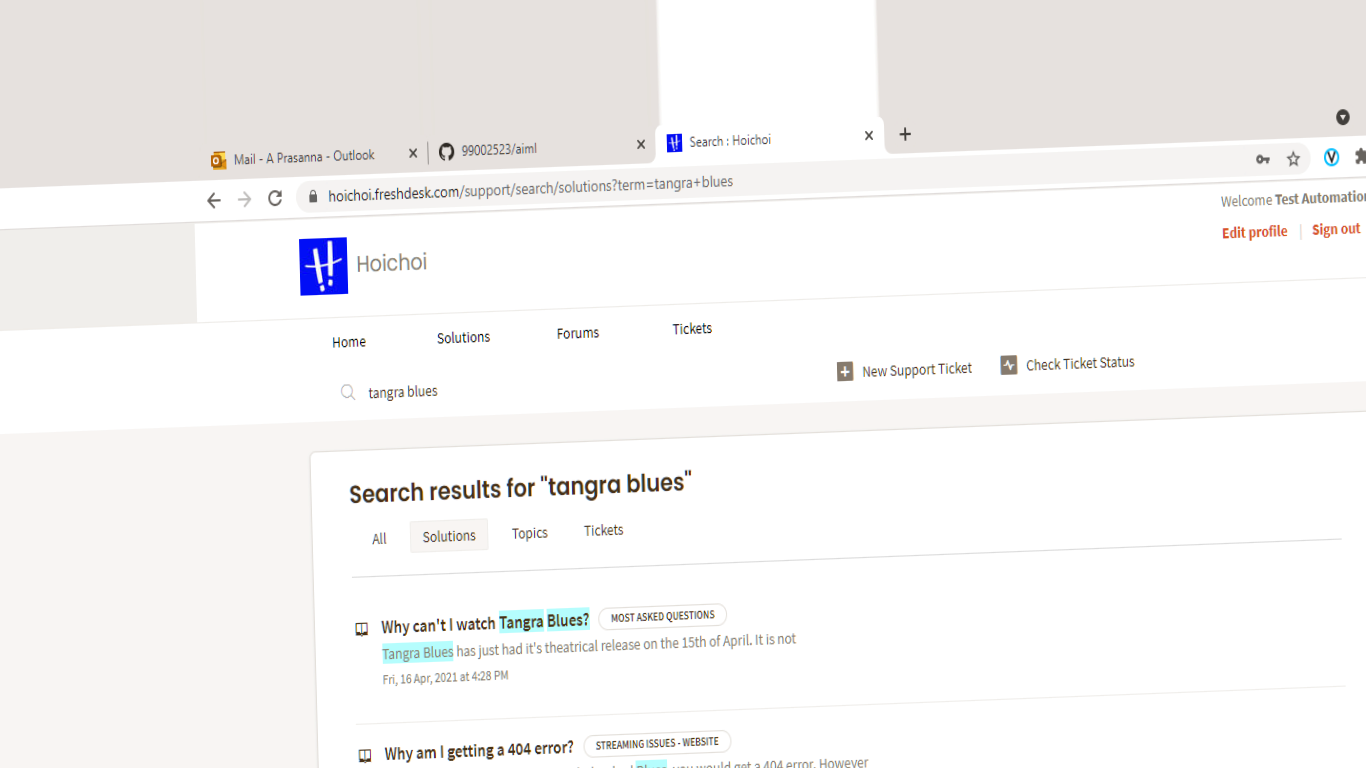 Mail - A Prasanna - Outlook
99002523/aiml
Search : Hoichoi
hoichoi.freshdesk.com/support/search/solutions?term=tangra+blues
Welcome Test Automation
Edit profile
Sign out
Hoichoi
Home
Solutions
Forums
Tickets
tangra blues
New Support Ticket
Check Ticket Status
Search results for "tangra blues"
All
Solutions
Topics
Tickets
Why can't I watch Tangra Blues? MOST ASKED QUESTIONS
Tangra Blues has just had it's theatrical release on the 15th of April. It is not
Fri, 16 Apr, 2021 at 4:28 PM
Why am I getting a 404 error? STREAMING ISSUES - WEBSITE
Blues, you would get a 404 error. However